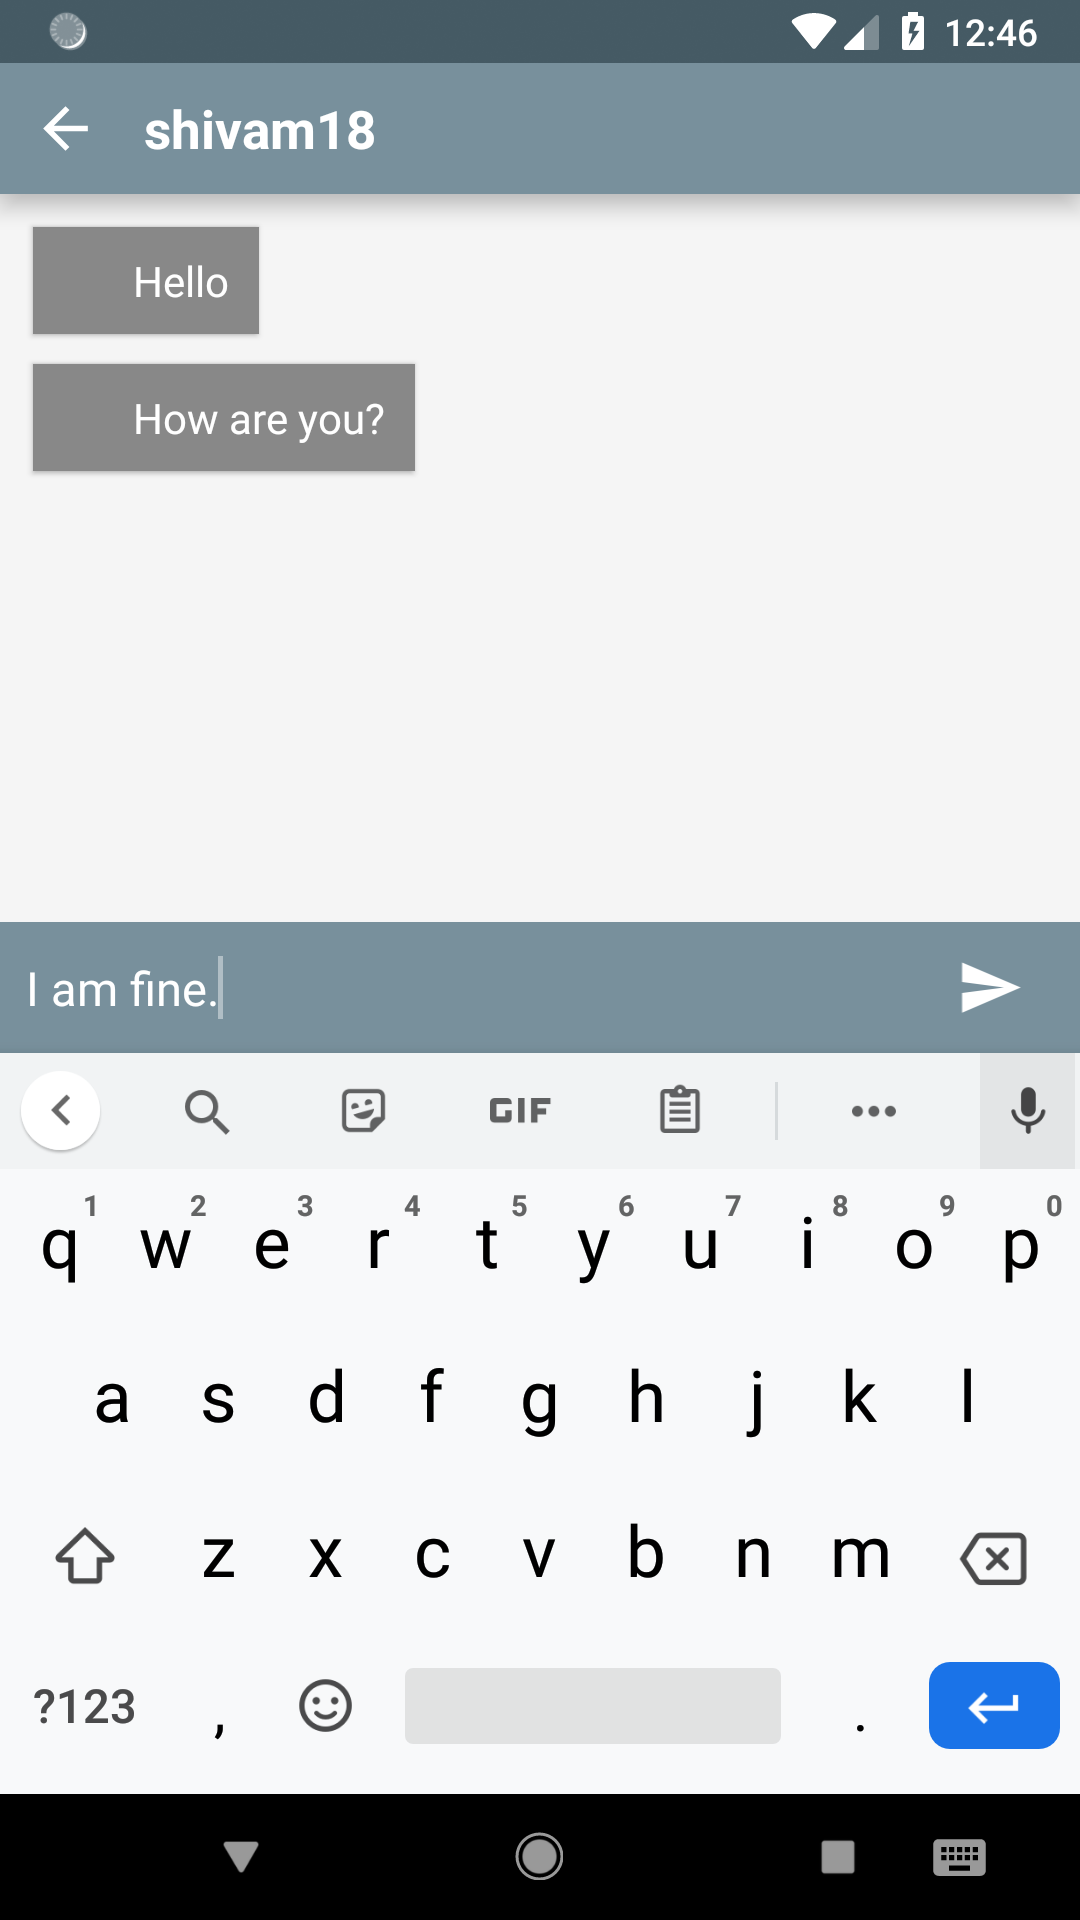 12:46
shivam18
Hello
How are you?
I am fine.
GIF
1 2 3 4 5 6 7 8 9 0
q w e r t y u i o p
a s d f g h j k l
z x c v b n m
?123 , .